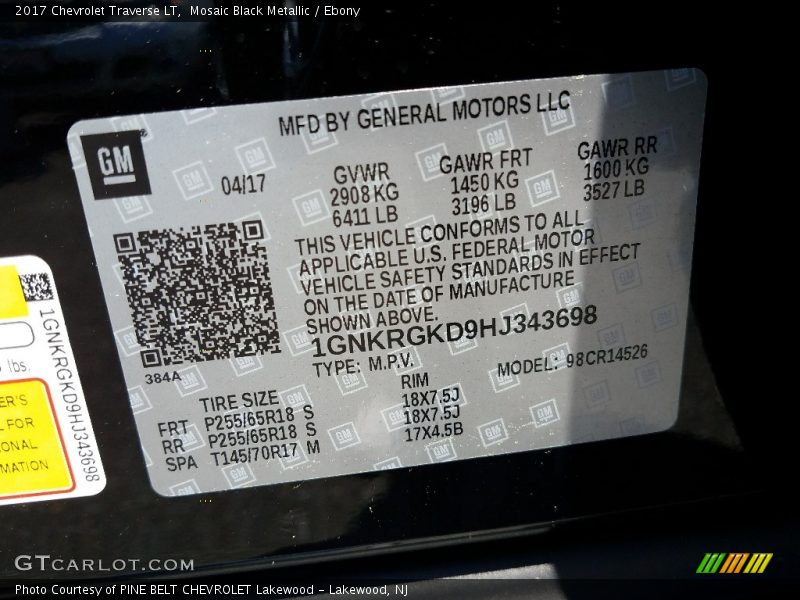 2017 Chevrolet Traverse LT,  Mosaic Black Metallic / Ebony
MFD BY GENERAL MOTORS LLC
GM
04/17
GVWR
2908 KG
6411 LB
GAWR FRT
1450 KG
3196 LB
GAWR RR
1600 KG
3527 LB
THIS VEHICLE CONFORMS TO ALL
APPLICABLE U.S. FEDERAL MOTOR
VEHICLE SAFETY STANDARDS IN EFFECT
ON THE DATE OF MANUFACTURE
SHOWN ABOVE.
1GNKRGKD9HJ343698
TYPE: M.P.V.
MODEL: 98CR14526
384A
TIRE SIZE
RIM
FRT P255/65R18 S 18X7.5J
RR P255/65R18 S 18X7.5J
SPA T145/70R17 M 17X4.5B
1GNKRGKD9HJ343698
lbs.
ER'S
L FOR
ONAL
MATION
GTCARLOT.COM
Photo Courtesy of PINE BELT CHEVROLET Lakewood - Lakewood, NJ